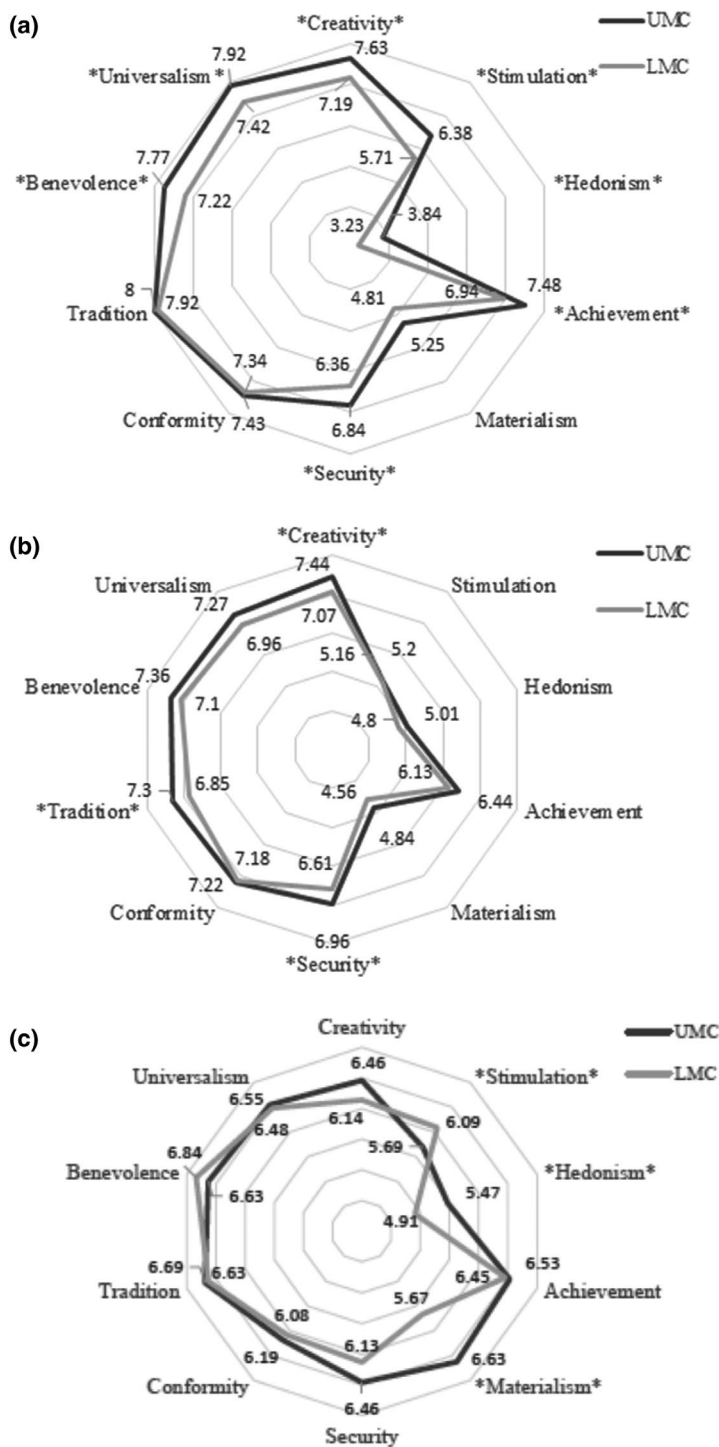 (a)
*Creativity*
UMC
LMC
7.92
7.63
*Universalism *
*Stimulation*
7.19
7.42
6.38
7.77
5.71
*Benevolence*
*Hedonism*
7.22
3.84
3.23
8
7.92
4.81
6.94
7.48
Tradition
*Achievement*
7.34
6.36
5.25
Conformity
7.43
6.84
Materialism
*Security*
(b)
*Creativity*
UMC
LMC
7.44
Universalism
Stimulation
7.27
7.07
6.96
5.16
5.2
7.36
Benevolence
Hedonism
7.1
4.8
5.01
7.3
6.85
4.56
6.13
6.44
*Tradition*
Achievement
7.18
6.61
4.84
7.22
Conformity
Materialism
6.96
*Security*
(c)
Creativity
UMC
LMC
6.46
Universalism
*Stimulation*
6.55
6.14
6.09
6.48
5.69
6.84
Benevolence
*Hedonism*
6.63
5.47
4.91
6.69
6.63
6.45
6.53
Tradition
Achievement
6.08
5.67
6.19
6.13
6.63
Conformity
*Materialism*
6.46
Security